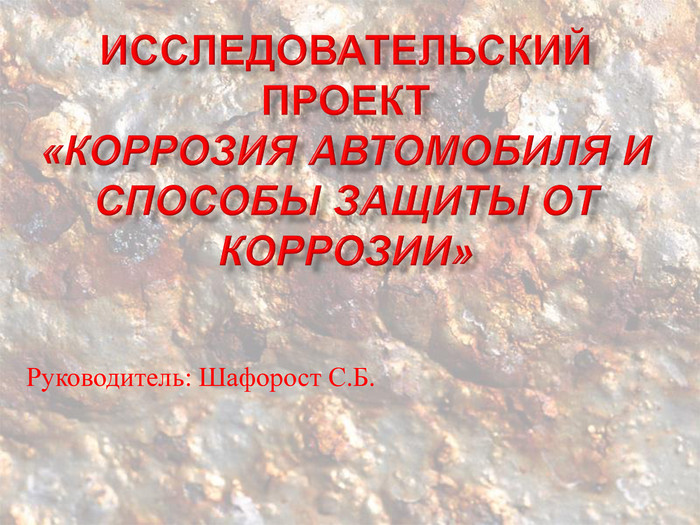 ИССЛЕДОВАТЕЛЬСКИЙ
ПРОЕКТ
«КОРРОЗИЯ АВТОМОБИЛЯ И
СПОСОБЫ ЗАЩИТЫ ОТ
КОРРОЗИИ»
Руководитель: Шафорост С.Б.